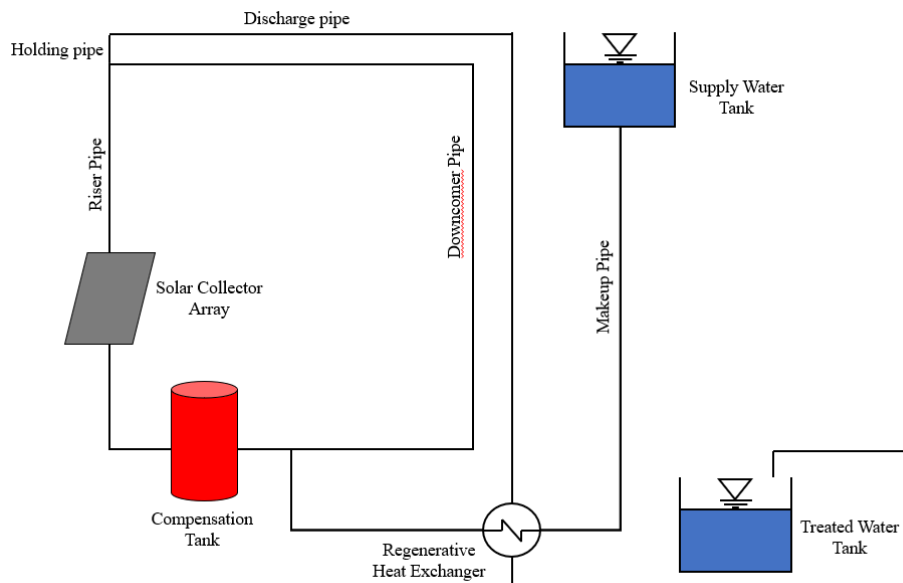 Discharge pipe
Holding pipe
Supply Water
Tank
Riser Pipe
Downcomer Pipe
Makeup Pipe
Solar Collector
Array
Compensation
Tank
Regenerative
Heat Exchanger
Treated Water
Tank